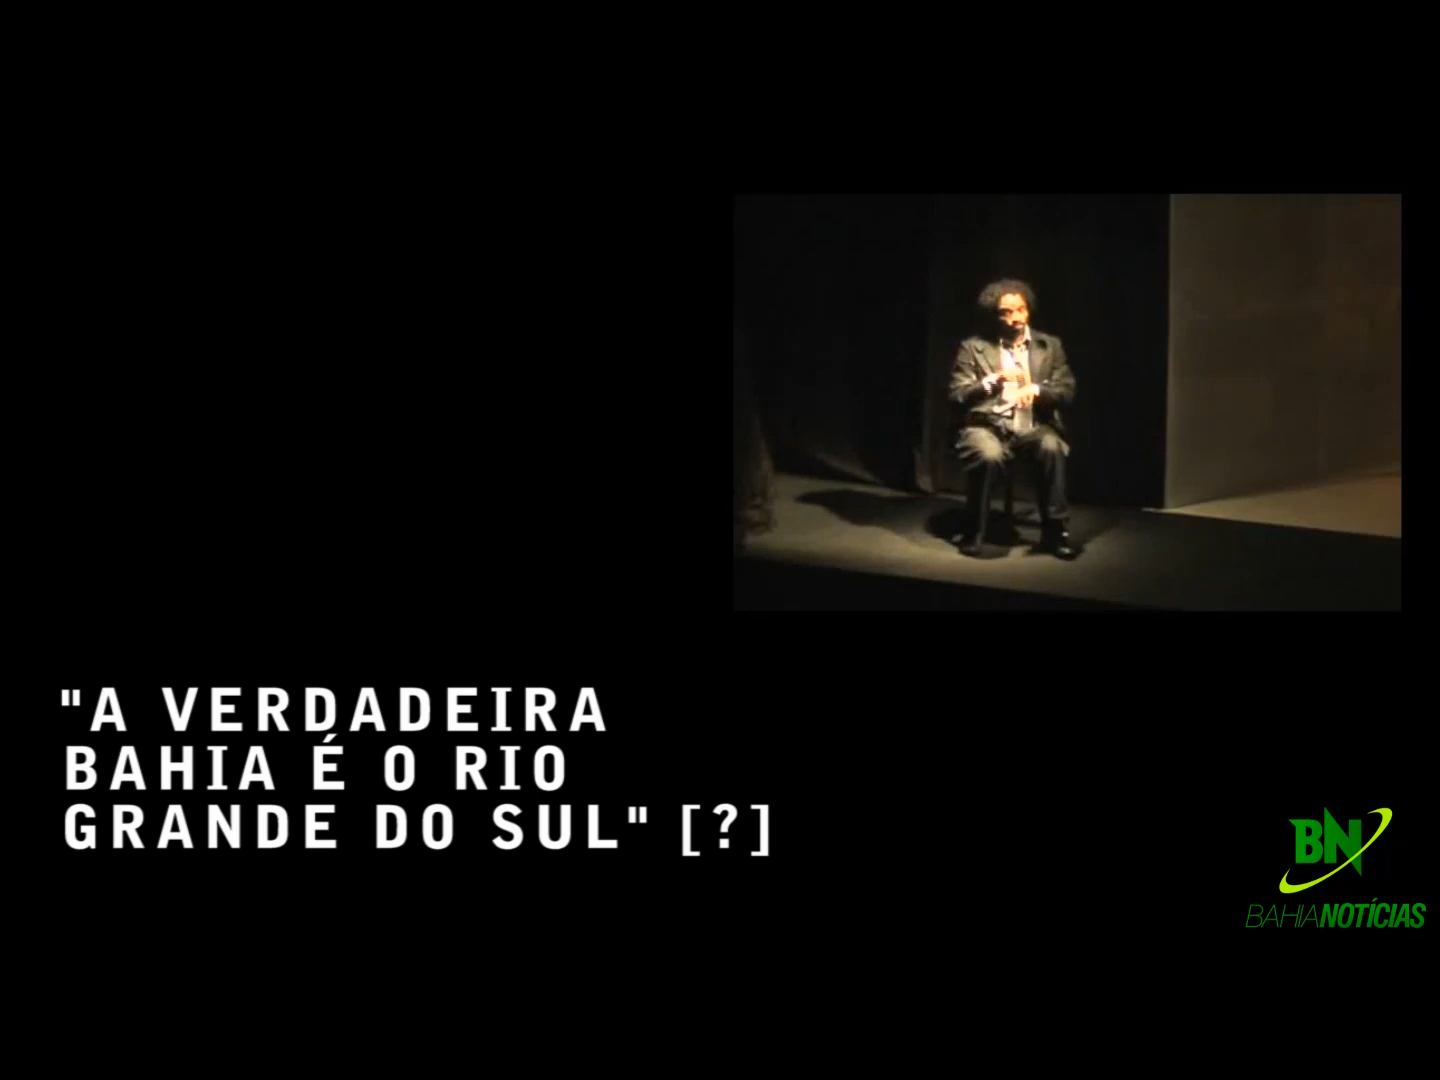 "A VERDADEIRA
BAHIA É O RIO
GRANDE DO SUL" [?]
BN
BAHIANOTÍCIAS